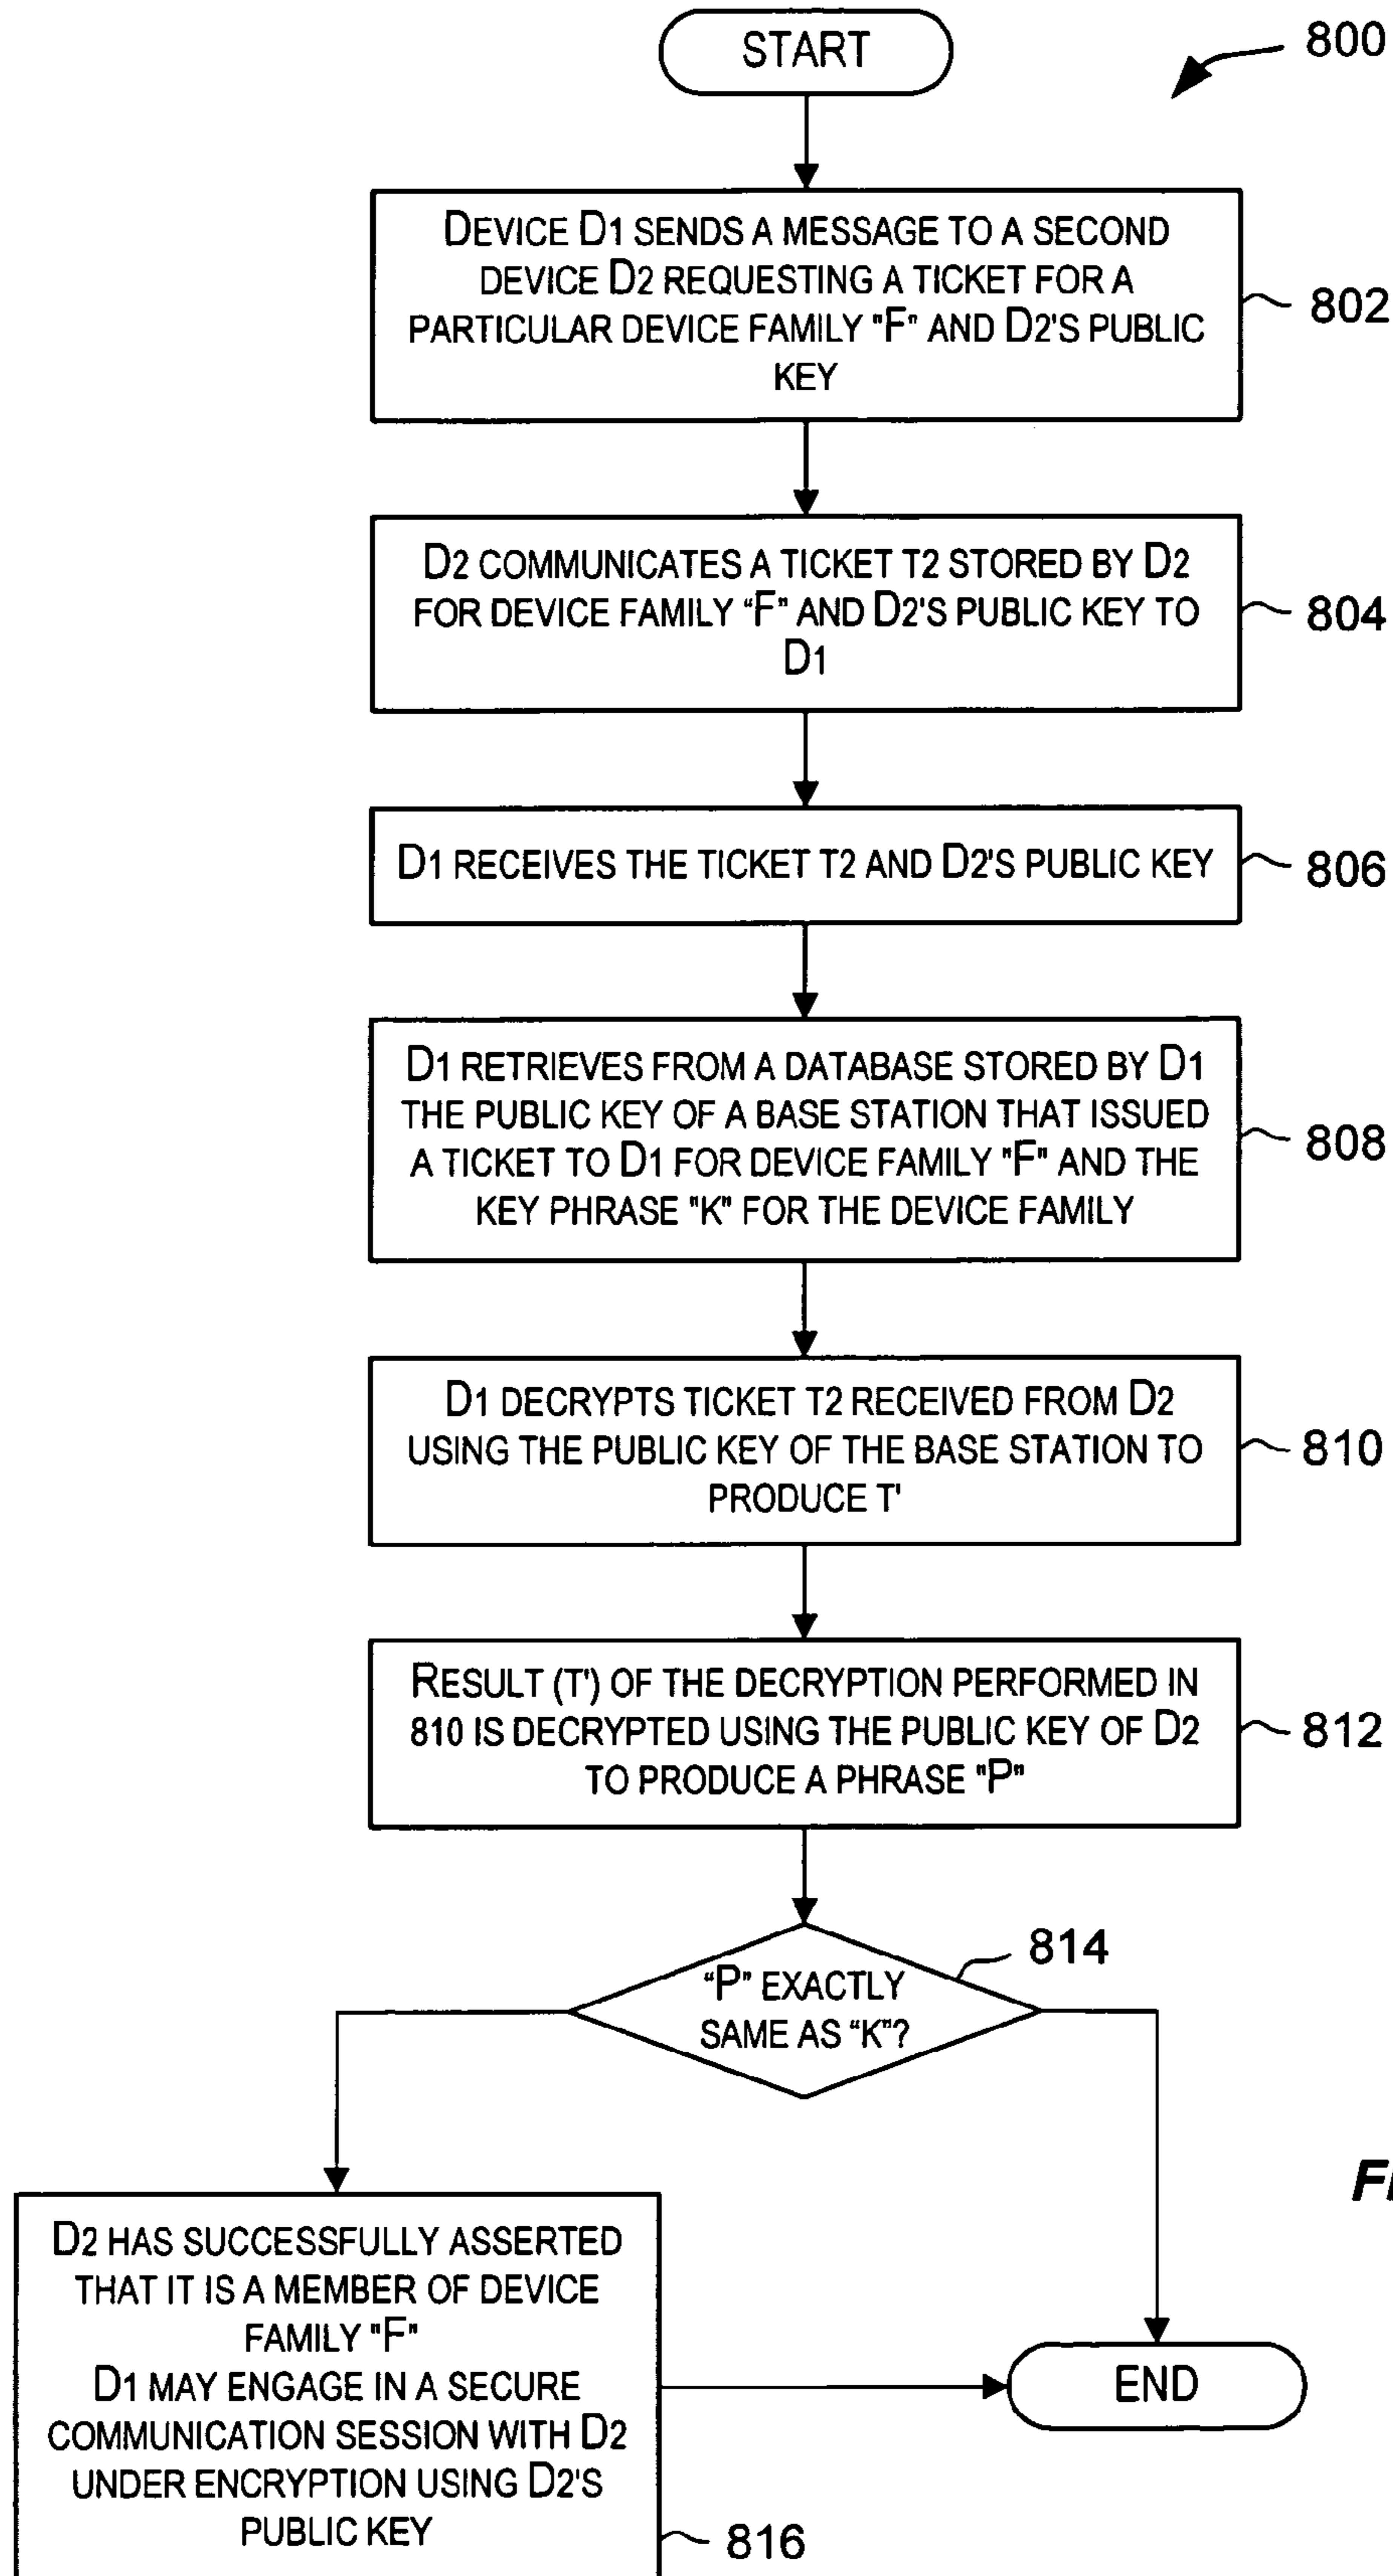 START
800
DEVICE D1 SENDS A MESSAGE TO A SECOND
DEVICE D2 REQUESTING A TICKET FOR A
PARTICULAR DEVICE FAMILY "F" AND D2'S PUBLIC
KEY
802
D2 COMMUNICATES A TICKET T2 STORED BY D2
FOR DEVICE FAMILY "F" AND D2'S PUBLIC KEY TO
D1
804
D1 RECEIVES THE TICKET T2 AND D2'S PUBLIC KEY
806
D1 RETRIEVES FROM A DATABASE STORED BY D1
THE PUBLIC KEY OF A BASE STATION THAT ISSUED
A TICKET TO D1 FOR DEVICE FAMILY "F" AND THE
KEY PHRASE "K" FOR THE DEVICE FAMILY
808
D1 DECRYPTS TICKET T2 RECEIVED FROM D2
USING THE PUBLIC KEY OF THE BASE STATION TO
PRODUCE T'
810
RESULT (T') OF THE DECRYPTION PERFORMED IN
810 IS DECRYPTED USING THE PUBLIC KEY OF D2
TO PRODUCE A PHRASE "P"
812
"P" EXACTLY
SAME AS "K"?
814
D2 HAS SUCCESSFULLY ASSERTED
THAT IT IS A MEMBER OF DEVICE
FAMILY "F"
D1 MAY ENGAGE IN A SECURE
COMMUNICATION SESSION WITH D2
UNDER ENCRYPTION USING D2'S
PUBLIC KEY
816
END